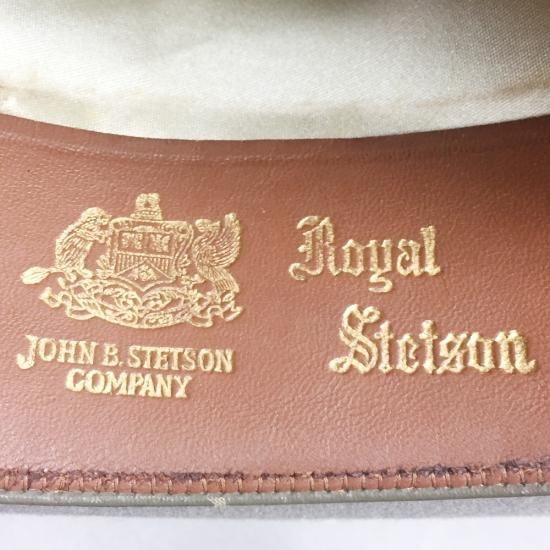 JOHN B. STETSON
COMPANY
Royal
Stetson